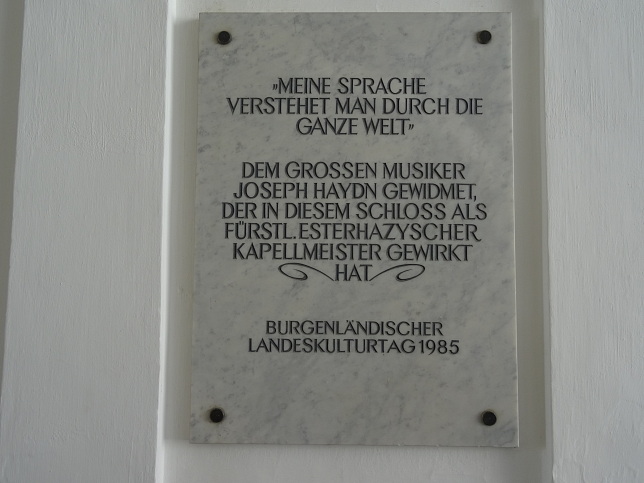 »MEINE SPRACHE
VERSTEHET MAN DURCH DIE
GANZE WELT»
DEM GROSSEN MUSIKER
JOSEPH HAYDN GEWIDMET,
DER IN DIESEM SCHLOSS ALS
FÜRSTL. ESTERHAZYSCHER
KAPELLMEISTER GEWIRKT
HAT
BURGENLÄNDISCHER
LANDESKULTURTAG 1985